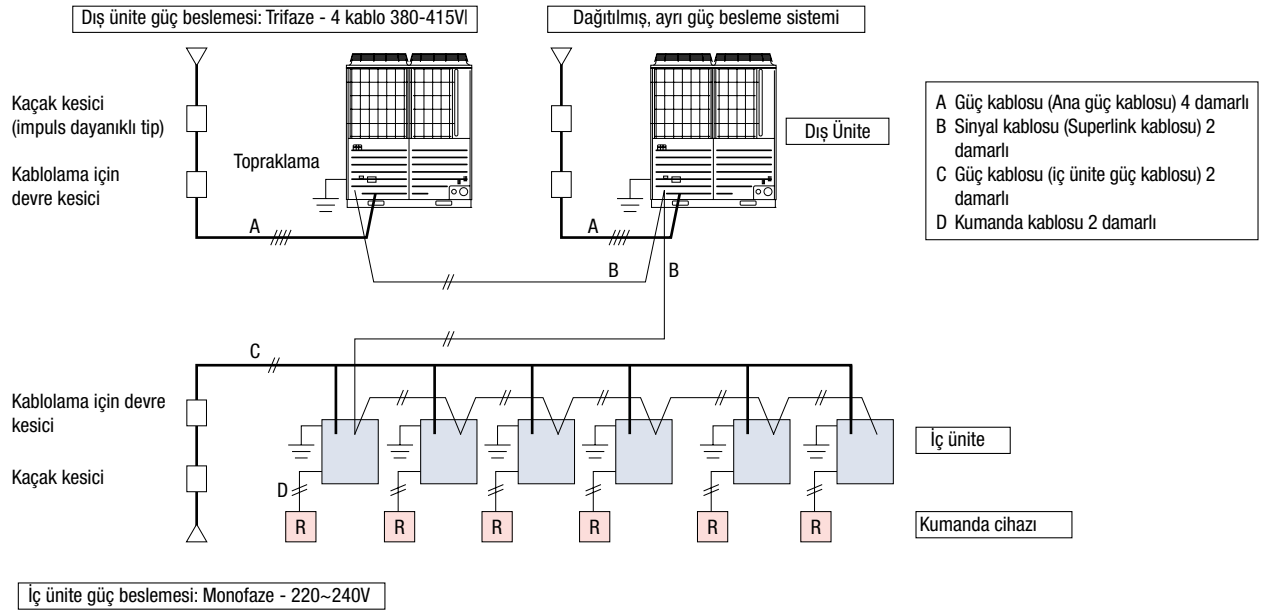 Dış ünite güç beslemesi: Trifaze - 4 kablo 380-415V
Dağıtılmış, ayrı güç besleme sistemi
Kaçak kesici
(impuls dayanıklı tip)
Kablolama için
devre kesici
Topraklama
Dış Ünite
A
A
B
B
A Güç kablosu (Ana güç kablosu) 4 damarlı
B Sinyal kablosu (Superlink kablosu) 2
damarlı
C Güç kablosu (iç ünite güç kablosu) 2
damarlı
D Kumanda kablosu 2 damarlı
C
Kablolama için devre
kesici
Kaçak kesici
İç ünite
D
R
R
R
R
R
R
Kumanda cihazı
İç ünite güç beslemesi: Monofaze - 220~240V